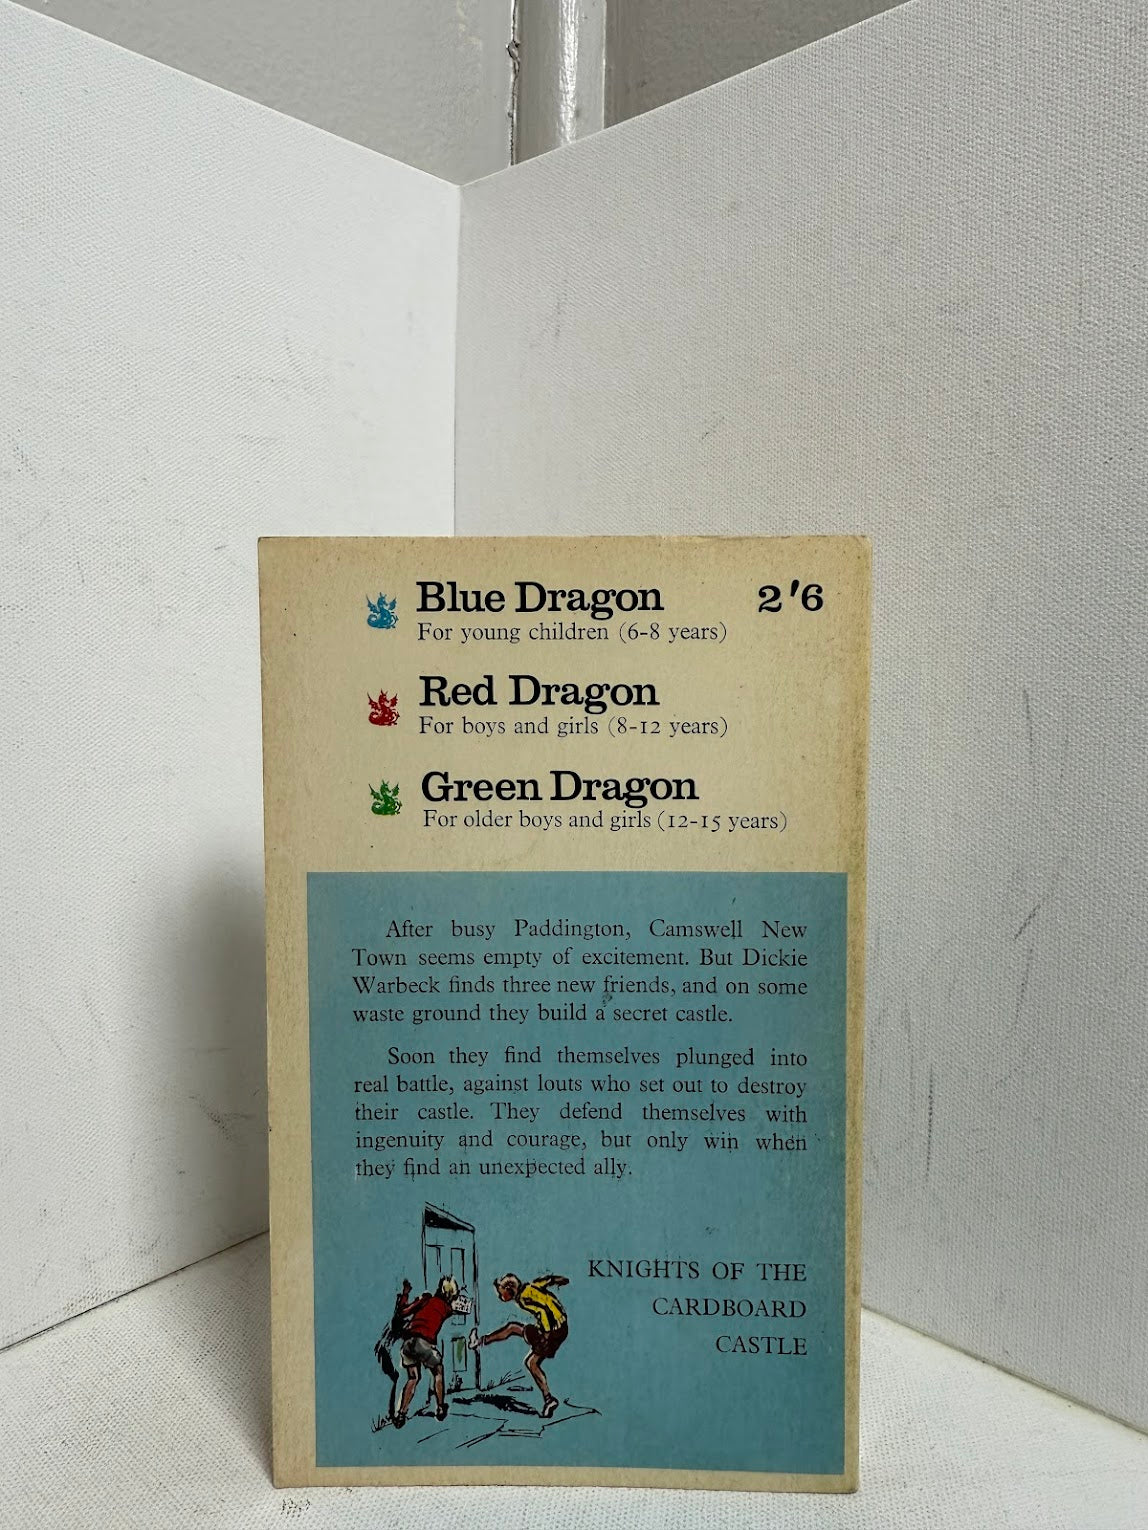 Blue Dragon 2'6
For young children (6-8 years)
Red Dragon
For boys and girls (8-12 years)
Green Dragon
For older boys and girls (12-15 years)
After busy Paddington, Camswell New
Town seems empty of excitement. But Dickie
Warbeck finds three new friends, and on some
waste ground they build a secret castle.
Soon they find themselves plunged into
real battle, against louts who set out to destroy
their castle. They defend themselves with
ingenuity and courage, but only win when
they find an unexpected ally.
KNIGHTS OF THE
CARDBOARD
CASTLE